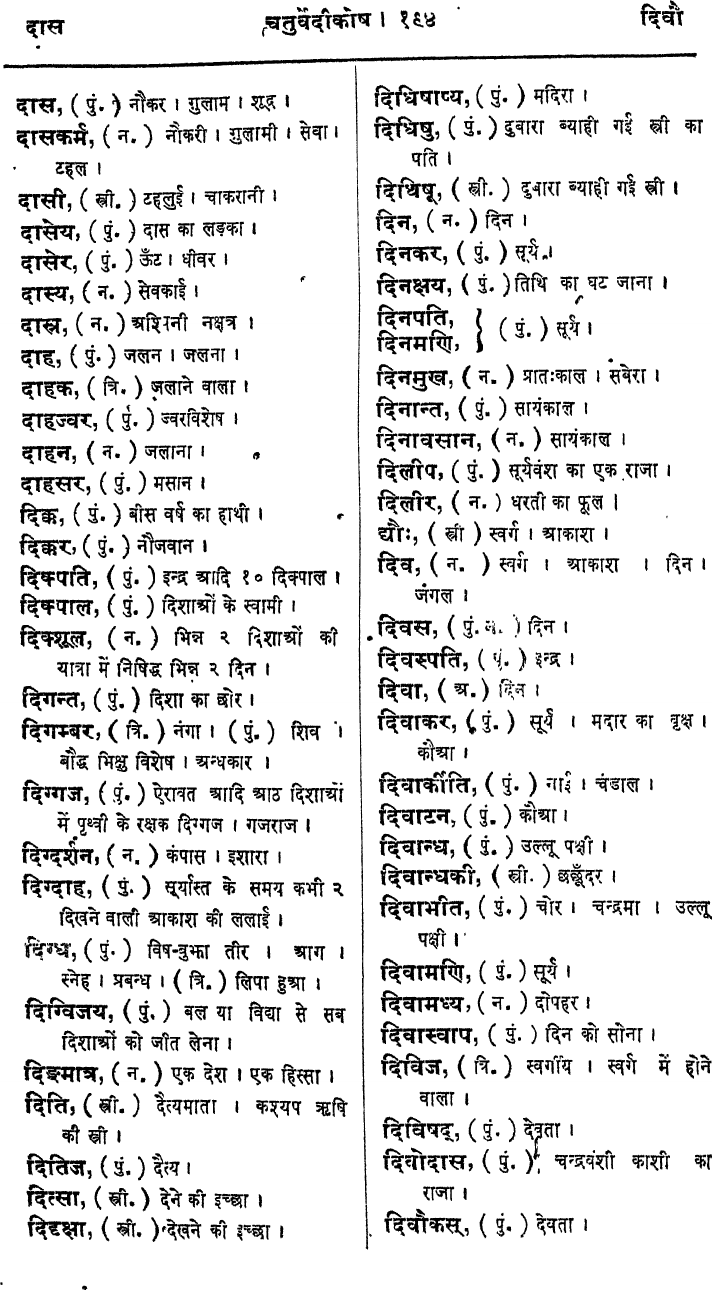 दास
चतुर्वेदीकोष । १९४
दिवौ
दास, ( पुं. ) नौकर । गुलाम । शूद्र ।
दासकर्म, ( न. ) नौकरी । गुलामी । सेवा ।
टहल ।
दासी, ( स्त्री. ) टहलुई । चाकरानी ।
दासेय, ( पुं. ) दास का लड़का ।
दासेर, ( पुं. ) ऊँट । धीवर ।
दास्य, ( न. ) सेवकाई ।
दास्र, ( न. ) अश्विनी नक्षत्र ।
दाह, ( पुं. ) जलन । जलना ।
दाहक, ( त्रि. ) जलाने वाला ।
दाहज्वर, ( पुं. ) ज्वरविशेष ।
दाहन, ( न. ) जलाना ।
दाहसर, ( पुं. ) मसान ।
दिक्क, ( पुं. ) बीस वर्ष का हाथी ।
दिक्कर, ( पुं. ) नौजवान ।
दिक्पति, ( पुं. ) इन्द्र आदि १० दिक्पाल ।
दिक्पाल, ( पुं. ) दिशाओं के स्वामी ।
दिक्शूल, ( न. ) भिन्न २ दिशाओं की
यात्रा में निषिद्ध भिन्न २ दिन ।
दिगन्त, ( पुं. ) दिशा का छोर ।
दिगम्बर, ( त्रि. ) नंगा । ( पुं. ) शिव ।
बौद्ध भिक्षु विशेष । अन्धकार ।
दिग्गज, ( पुं. ) ऐरावत आदि आठ दिशाओं
में पृथ्वी के रक्षक दिग्गज । गजराज ।
दिग्दर्शन, ( न. ) कंपास । इशारा ।
दिग्दाह, ( पुं. ) सूर्यास्त के समय कभी २
दिखने वाली आकाश की ललाई ।
दिग्ध, ( पुं. ) विष-बुझा तीर । आग ।
स्नेह । प्रबन्ध । ( त्रि. ) लिपा हुआ ।
दिग्विजय, ( पुं. ) बल या विद्या से सब
दिशाओं को जीत लेना ।
दिङ्मात्र, ( न. ) एक देश । एक हिस्सा ।
दिति, ( स्त्री. ) दैत्यमाता । कश्यप ऋषि
की स्त्री ।
दितिज, ( पुं. ) दैत्य ।
दित्सा, ( स्त्री. ) देने की इच्छा ।
दिदृक्षा, ( स्त्री. ) देखने की इच्छा ।
दिधिषाय्य, ( पुं. ) मदिरा ।
दिधिषु, ( पुं. ) दुबारा ब्याही गई स्त्री का
पति ।
दिधिषू, ( स्त्री. ) दुबारा ब्याही गई स्त्री ।
दिन, ( न. ) दिन ।
दिनकर, ( पुं. ) सूर्य ।
दिनक्षय, ( पुं. ) तिथि का घट जाना ।
दिनपति,
दिनमणि, } ( पुं. ) सूर्य ।
दिनमुख, ( न. ) प्रातःकाल । सबेरा ।
दिनान्त, ( पुं. ) सायंकाल ।
दिनावसान, ( न. ) सायंकाल ।
दिलीप, ( पुं. ) सूर्यवंश का एक राजा ।
दिलीर, ( न. ) धरती का फूल ।
द्यौः, ( स्त्री ) स्वर्ग । आकाश ।
दिव, ( न. ) स्वर्ग । आकाश । दिन ।
जंगल ।
दिवस, ( पुं. न. ) दिन ।
दिवस्पति, ( पुं. ) इन्द्र ।
दिवा, ( अ. ) दिन ।
दिवाकर, ( पुं. ) सूर्य । मदार का वृक्ष ।
कौआ ।
दिवाकीर्ति, ( पुं. ) नाई । चंडाल ।
दिवाटन, ( पुं. ) कौआ ।
दिवान्ध, ( पुं. ) उल्लू पक्षी ।
दिवान्धकी, ( स्त्री. ) छछूँदर ।
दिवाभीत, ( पुं. ) चोर । चन्द्रमा । उल्लू
पक्षी ।
दिवामणि, ( पुं. ) सूर्य ।
दिवामध्य, ( न. ) दोपहर ।
दिवास्वाप, ( पुं. ) दिन को सोना ।
दिविज, ( त्रि. ) स्वर्गीय । स्वर्ग में होने
वाला ।
दिविषद्, ( पुं. ) देवता ।
दिवोदास, ( पुं. ) चन्द्रवंशी काशी का
राजा ।
दिवौकस्, ( पुं. ) देवता ।